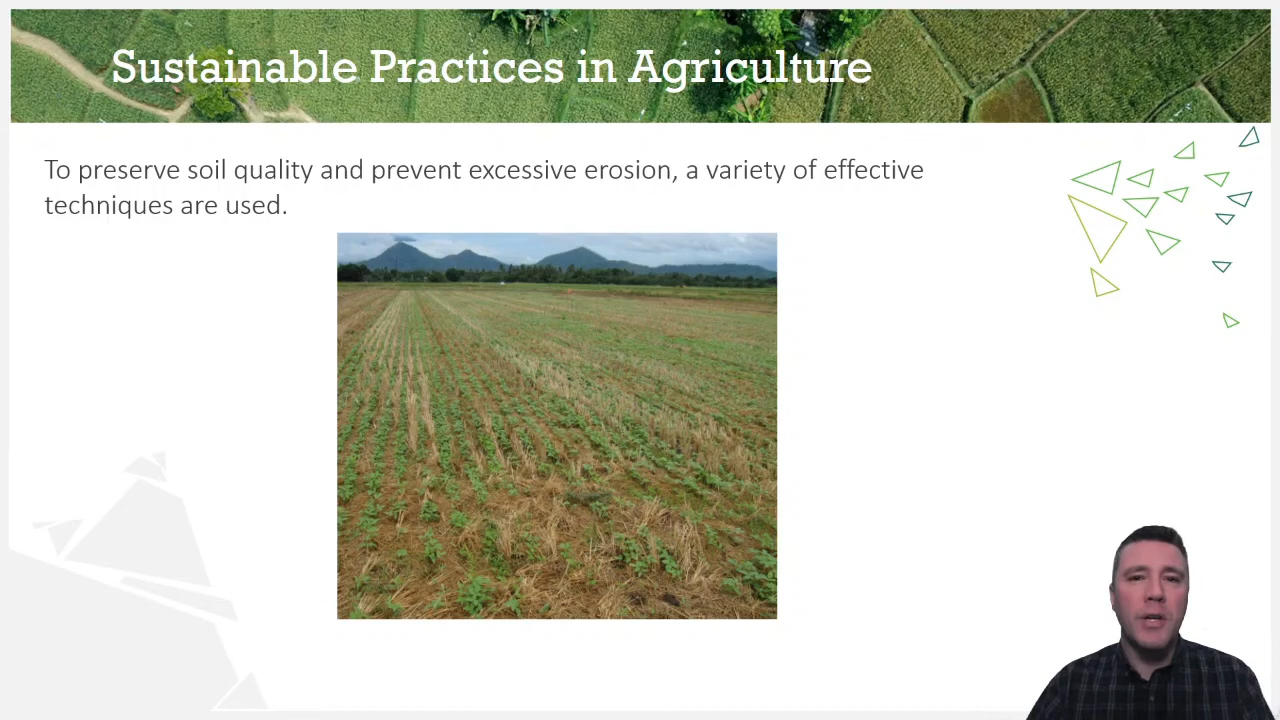 Sustainable Practices in Agriculture
To preserve soil quality and prevent excessive erosion, a variety of effective
techniques are used.